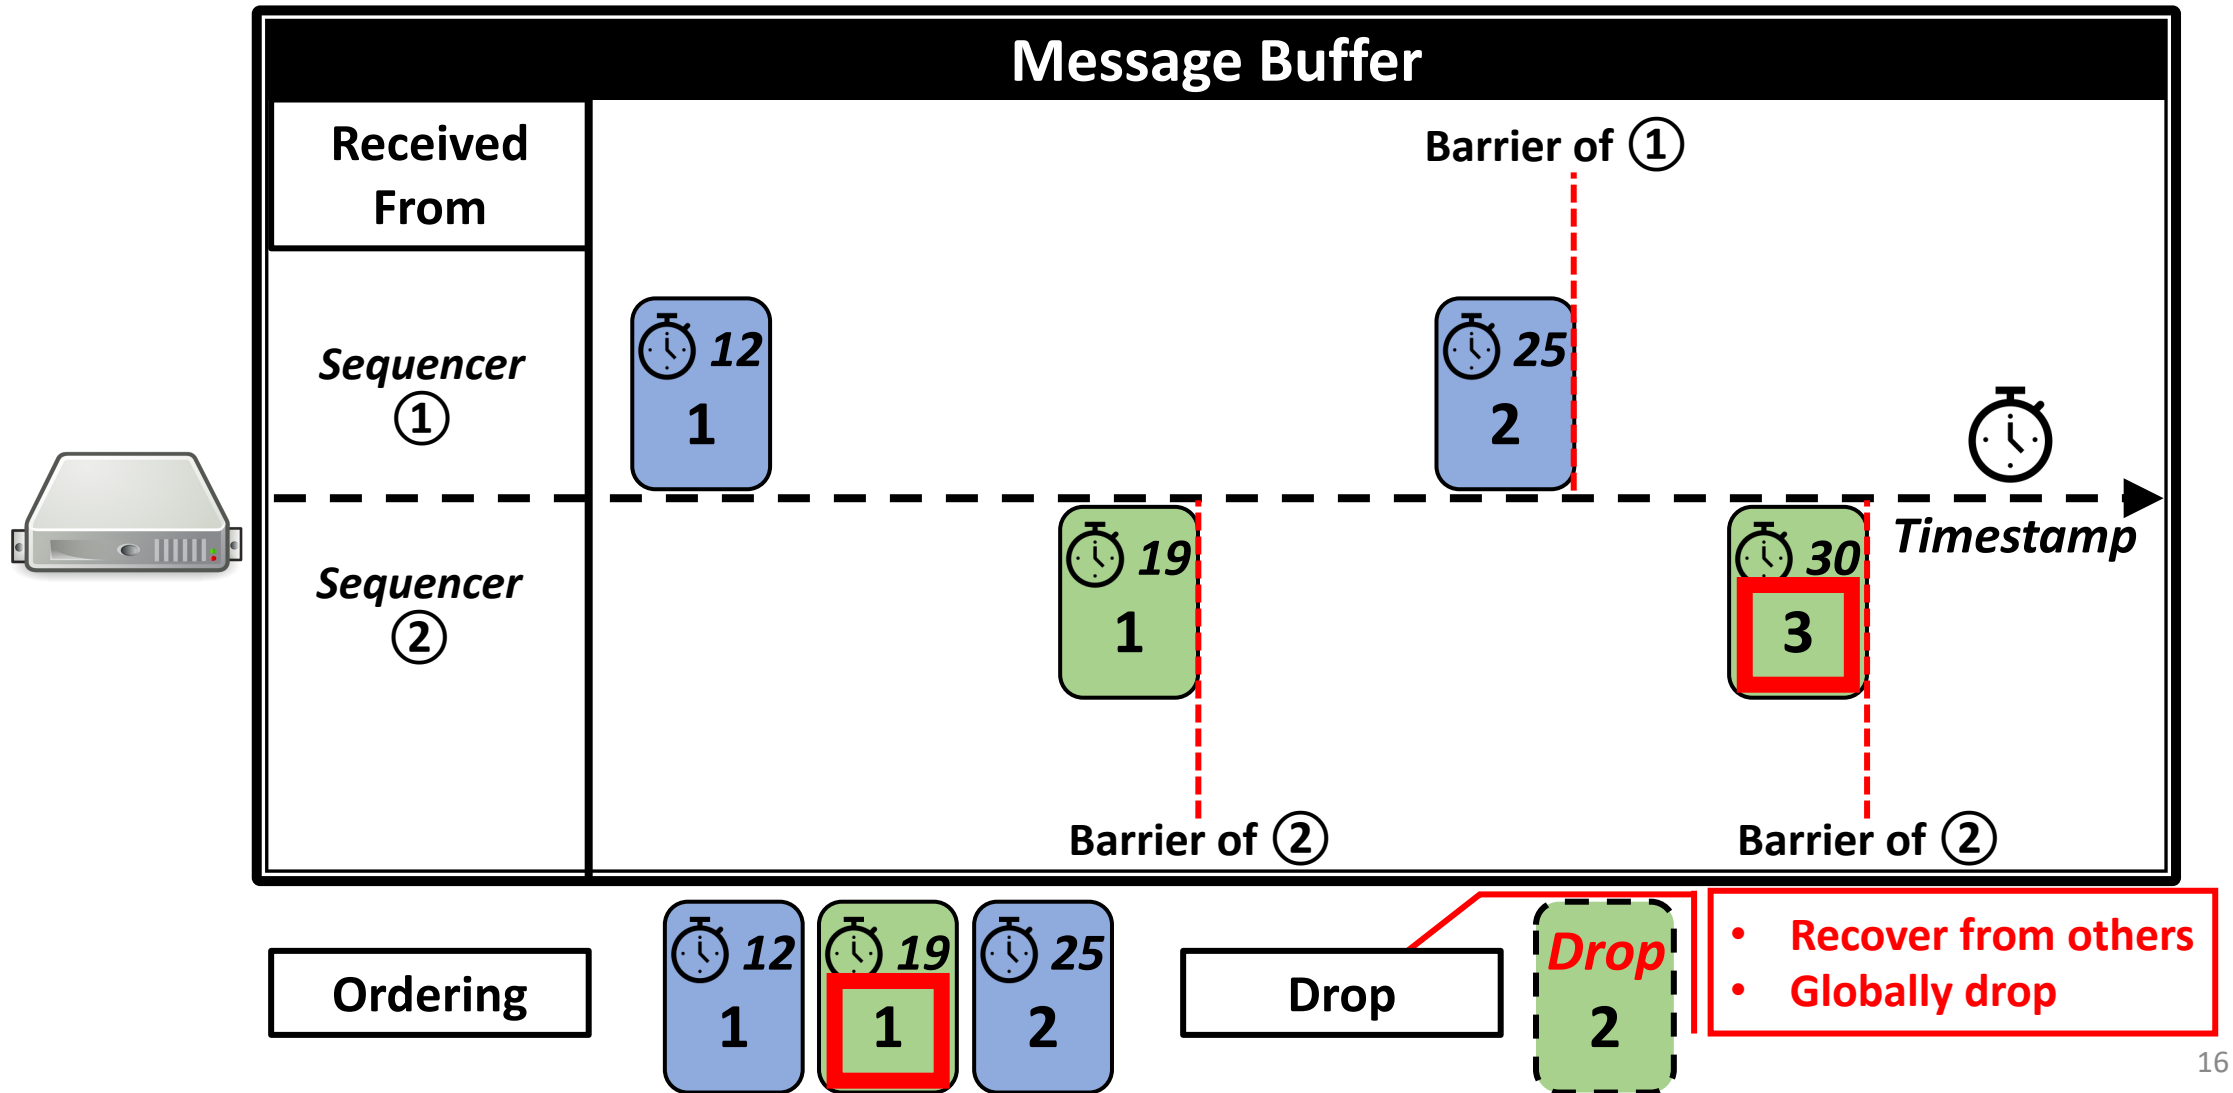 Message Buffer
Received
From
Barrier of ①
Sequencer
①
12
1
25
2
Timestamp
Sequencer
②
19
1
30
3
Barrier of ②
Barrier of ②
Ordering
12
1
19
1
25
2
Drop
Drop
2
• Recover from others
• Globally drop
16